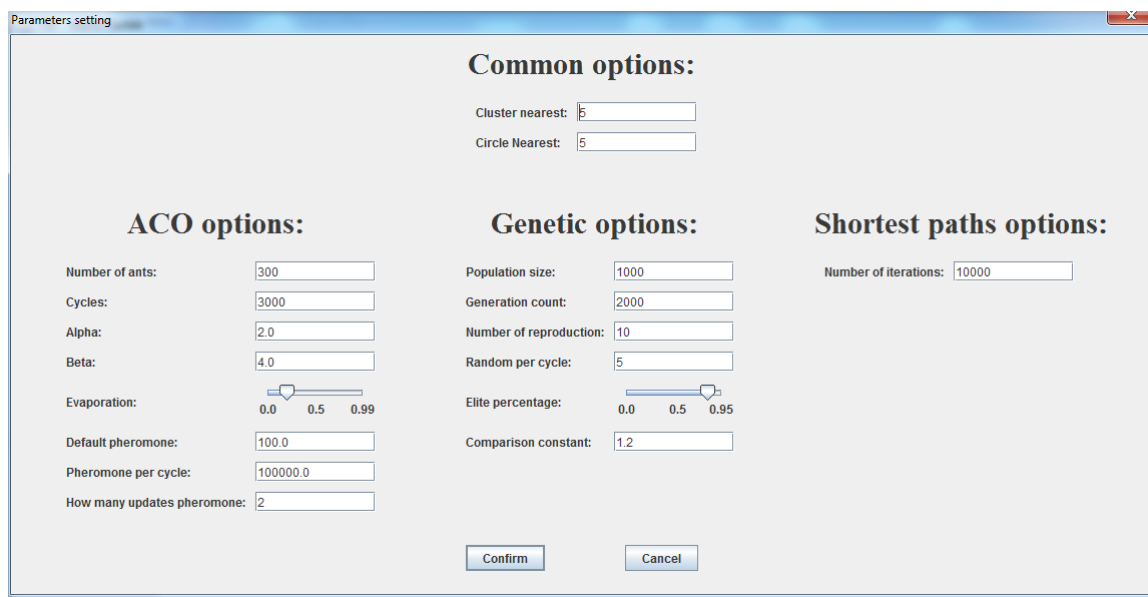 Parameters setting
Common options:
Cluster nearest: 5
Circle Nearest: 5
ACO options:
Number of ants: 300
Cycles: 3000
Alpha: 2.0
Beta: 4.0
Evaporation:
0.0 0.5 0.99
Default pheromone: 100.0
Pheromone per cycle: 100000.0
How many updates pheromone: 2
Genetic options:
Population size: 1000
Generation count: 2000
Number of reproduction: 10
Random per cycle: 5
Elite percentage:
0.0 0.5 0.95
Comparison constant: 1.2
Shortest paths options:
Number of iterations: 10000
Confirm Cancel